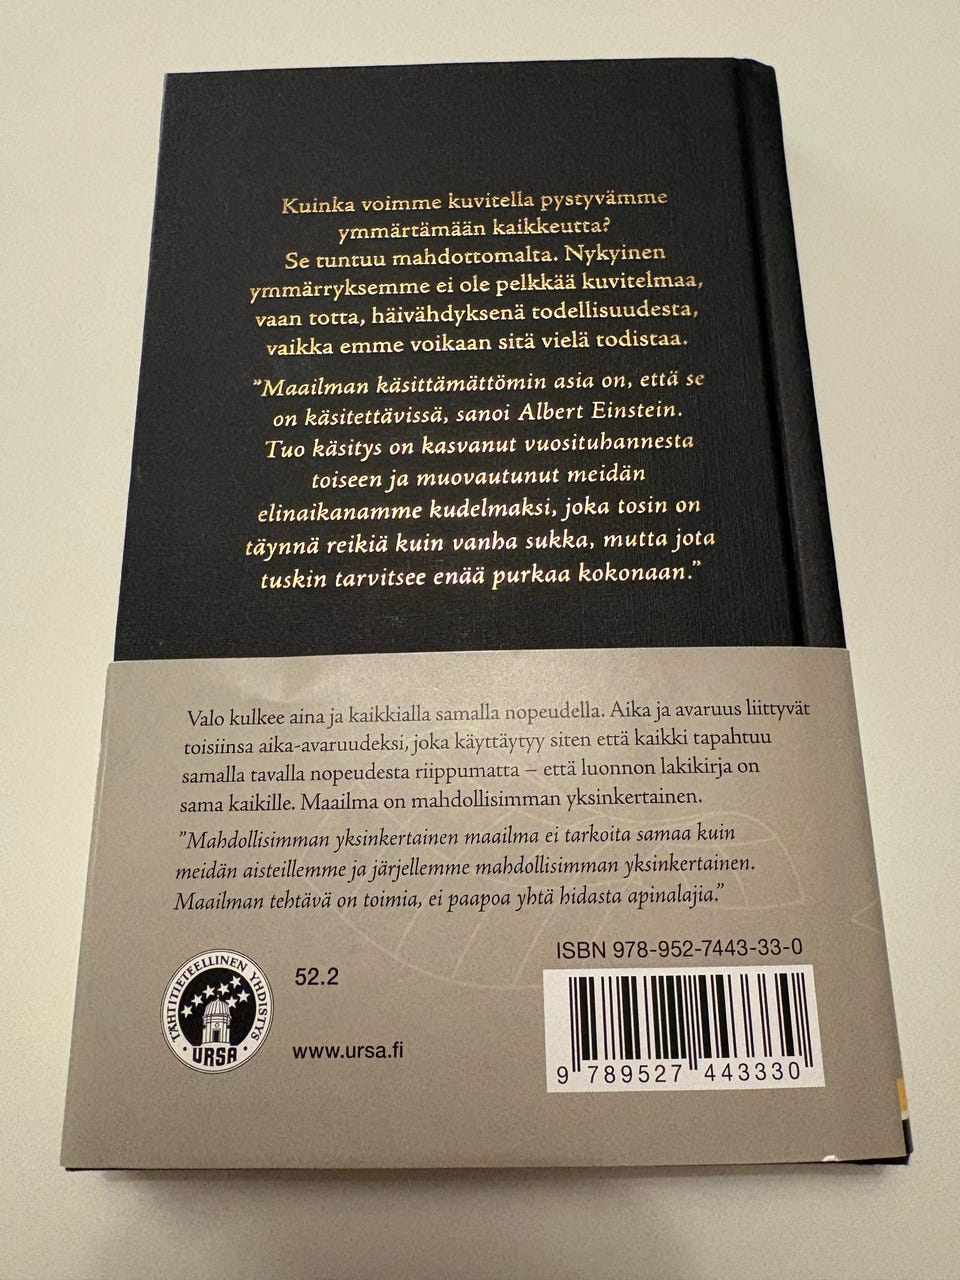 Kuinka voimme kuvitella pystyvämme
ymmärtämään kaikkeutta?
Se tuntuu mahdottomalta. Nykyinen
ymmärryksemme ei ole pelkkää kuvitelmaa,
vaan totta, häivähdyksenä todellisuudesta,
vaikka emme voikaan sitä vielä todistaa.
”Maailman käsittämättömin asia on, että se
on käsitettävissä, sanoi Albert Einstein.
Tuo käsitys on kasvanut vuosituhannesta
toiseen ja muovautunut meidän
elinaikanamme kudelmaksi, joka tosin on
täynnä reikiä kuin vanha sukka, mutta jota
tuskin tarvitsee enää purkaa kokonaan.”
Valo kulkee aina ja kaikkialla samalla nopeudella. Aika ja avaruus liittyvät
toisiinsa aika-avaruudeksi, joka käyttäytyy siten että kaikki tapahtuu
samalla tavalla nopeudesta riippumatta – että luonnon lakikirja on
sama kaikille. Maailma on mahdollisimman yksinkertainen.
”Mahdollisimman yksinkertainen maailma ei tarkoita samaa kuin
meidän aisteillemme ja järjellemme mahdollisimman yksinkertainen.
Maailman tehtävä on toimia, ei paapoa yhtä hidasta apinalajia.”
TÄHTITIETEELLINEN YHDISTYS
URSA
52.2
www.ursa.fi
ISBN 978-952-7443-33-0
9 789527 443330